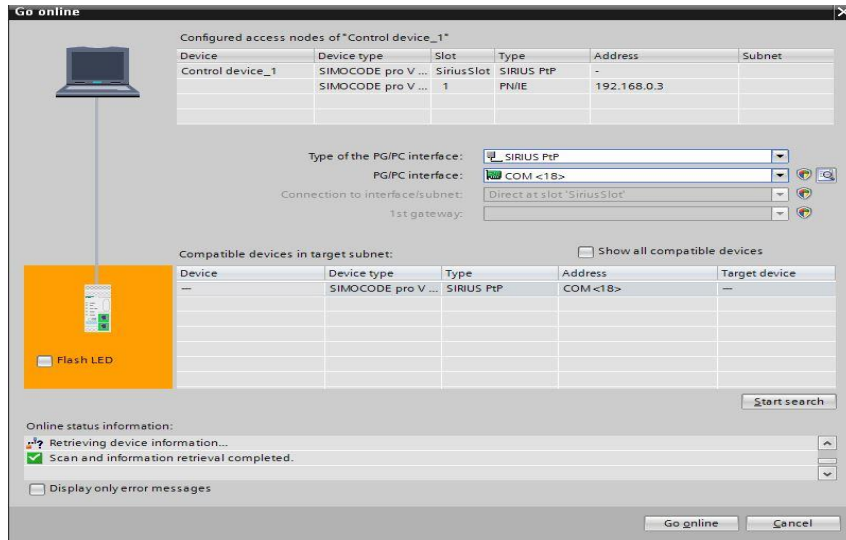 Go online
Configured access nodes of "Control device_1"
Device Device type Slot Type Address Subnet
Control device_1 SIMOCODE pro V ... SiriusSlot SIRIUS PtP -
SIMOCODE pro V ... 1 PN/IE 192.168.0.3
Type of the PG/PC interface: SIRIUS PtP
PG/PC interface: COM <18>
Connection to interface/subnet: Direct at slot 'SiriusSlot'
1st gateway:
Compatible devices in target subnet: Show all compatible devices
Device Device type Type Address Target device
— SIMOCODE pro V ... SIRIUS PtP COM <18> —
Flash LED
Start search
Online status information:
Retrieving device information...
Scan and information retrieval completed.
Display only error messages
Go online Cancel